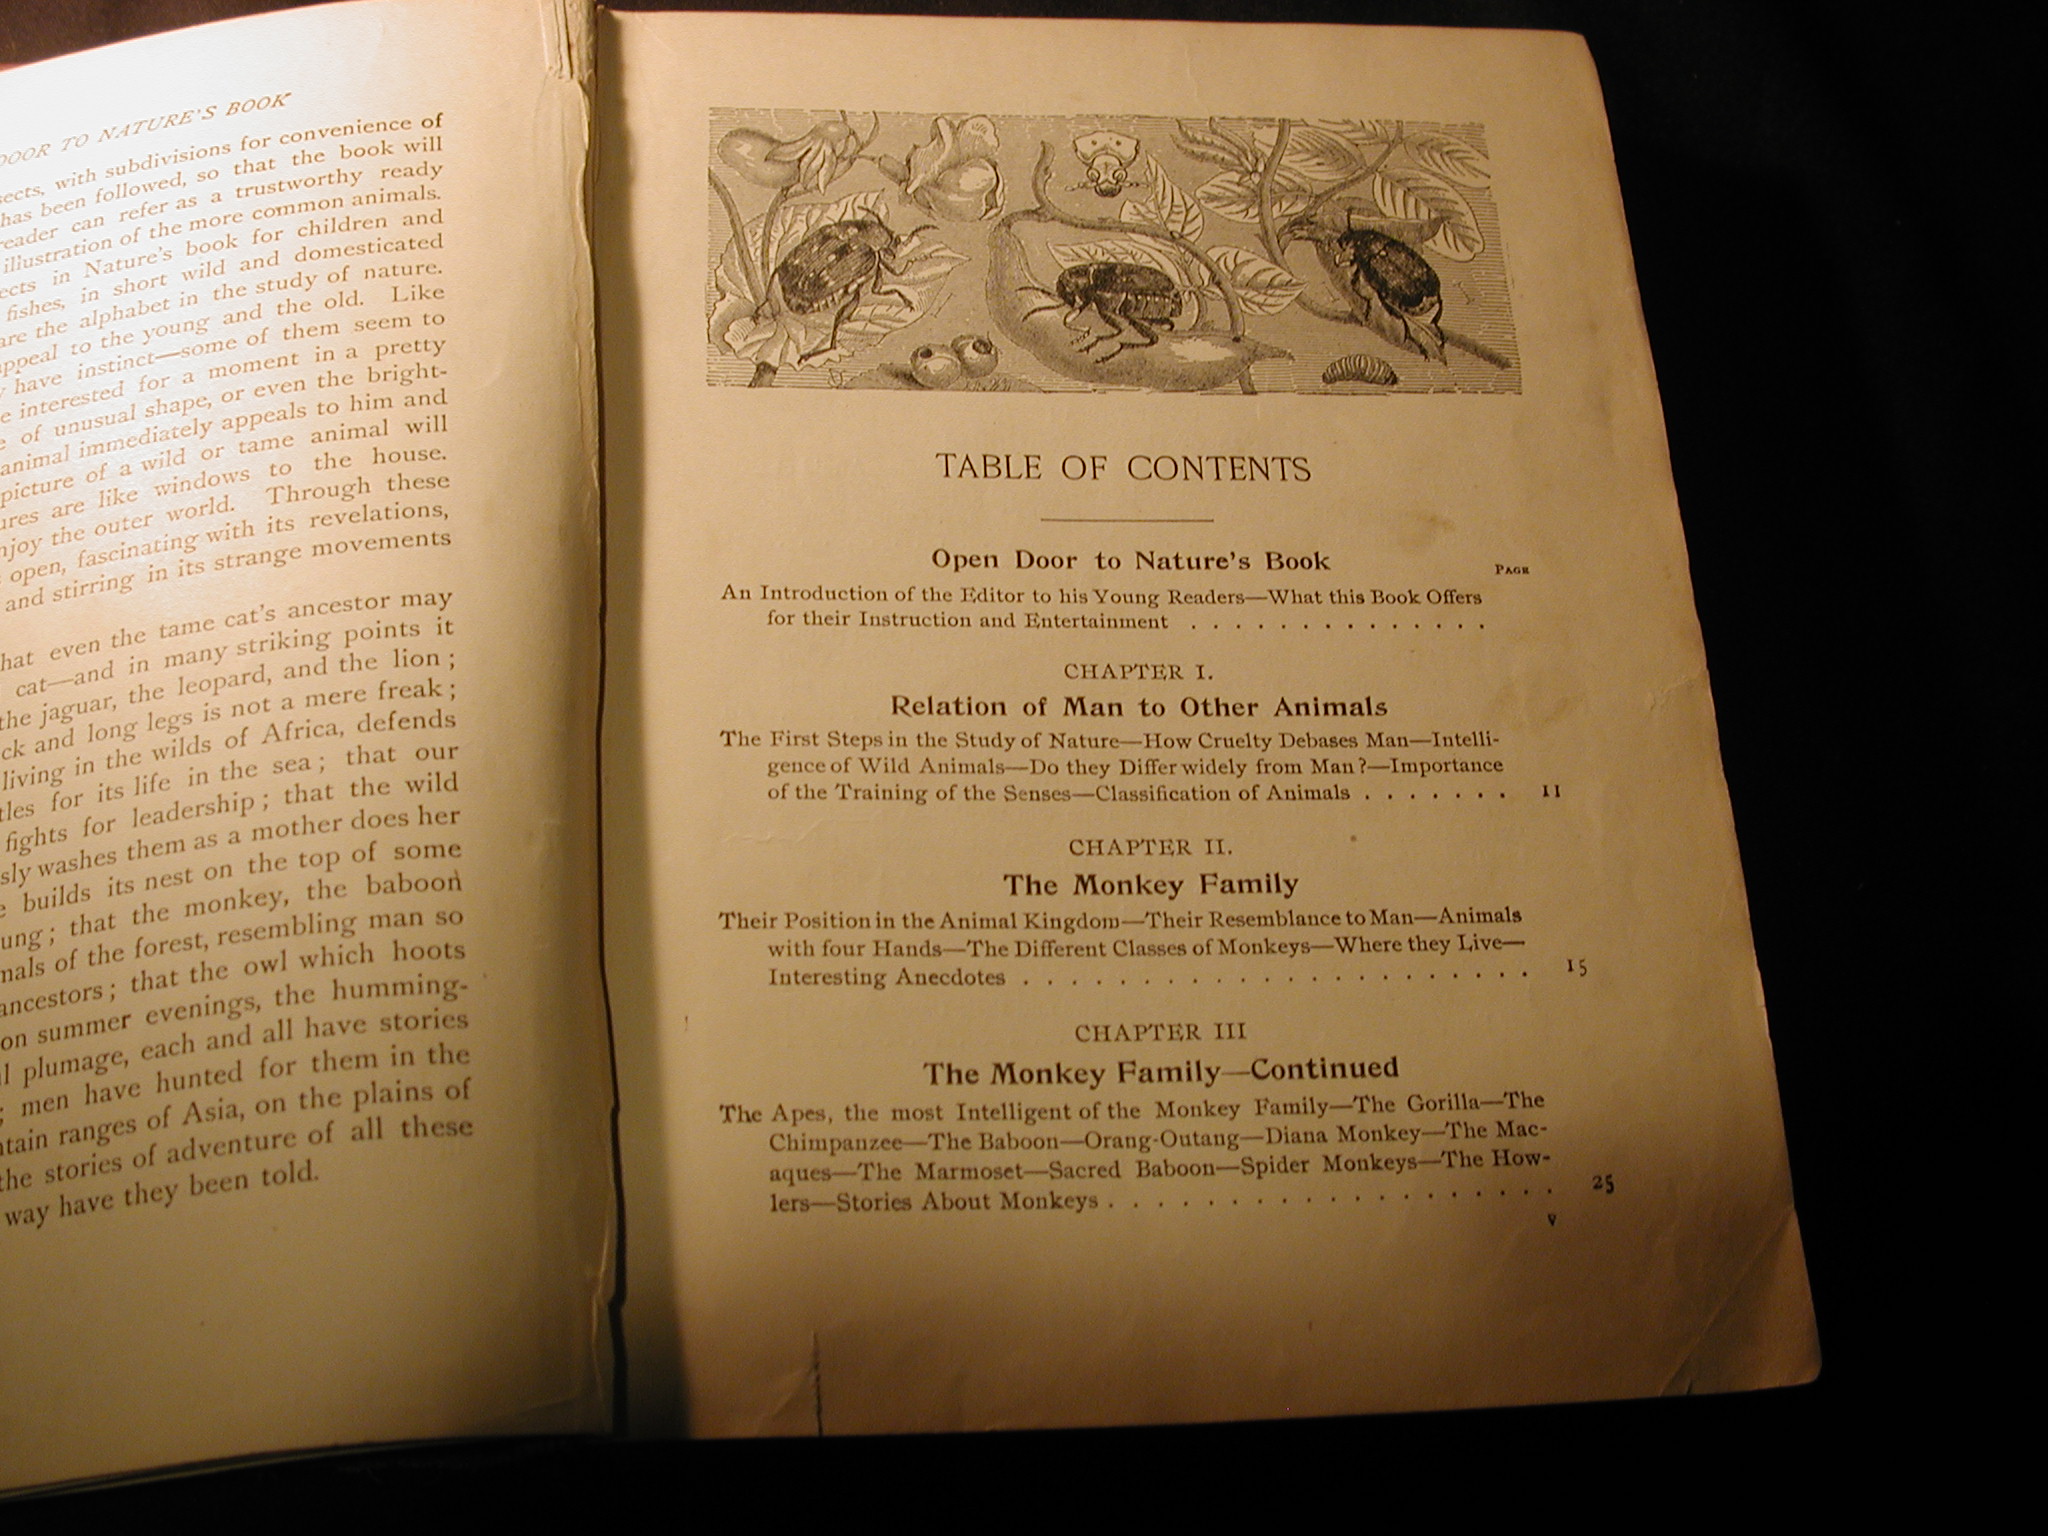 DOOR TO NATURE'S BOOK
with subdivisions for convenience of
has been followed, so that the book will
reader can refer as a trustworthy ready
illustration of the more common animals.
in Nature's book for children and
fishes, in short wild and domesticated
are the alphabet in the study of nature.
appeal to the young and the old. Like
have instinct—some of them seem to
interested for a moment in a pretty
of unusual shape, or even the bright-
animal immediately appeals to him and
picture of a wild or tame animal will
are like windows to the house.
enjoy the outer world. Through these
open, fascinating with its revelations,
and stirring in its strange movements
that even the tame cat's ancestor may
cat—and in many striking points it
the jaguar, the leopard, and the lion;
and long legs is not a mere freak;
living in the wilds of Africa, defends
for its life in the sea; that our
fights for leadership; that the wild
washes them as a mother does her
builds its nest on the top of some
that the monkey, the baboon
of the forest, resembling man so
ancestors; that the owl which hoots
on summer evenings, the humming-
plumage, each and all have stories
; men have hunted for them in the
ranges of Asia, on the plains of
the stories of adventure of all these
way have they been told.
TABLE OF CONTENTS
Open Door to Nature's Book
PAGE
An Introduction of the Editor to his Young Readers—What this Book Offers
for their Instruction and Entertainment . . . . . . . . . . . . . .
CHAPTER I.
Relation of Man to Other Animals
The First Steps in the Study of Nature—How Cruelty Debases Man—Intelli-
gence of Wild Animals—Do they Differ widely from Man?—Importance
of the Training of the Senses—Classification of Animals . . . . . . . 11
CHAPTER II.
The Monkey Family
Their Position in the Animal Kingdom—Their Resemblance to Man—Animals
with four Hands—The Different Classes of Monkeys—Where they Live—
Interesting Anecdotes . . . . . . . . . . . . . . . . . . . . . . 15
CHAPTER III
The Monkey Family—Continued
The Apes, the most Intelligent of the Monkey Family—The Gorilla—The
Chimpanzee—The Baboon—Orang-Outang—Diana Monkey—The Mac-
aques—The Marmoset—Sacred Baboon—Spider Monkeys—The How-
lers—Stories About Monkeys . . . . . . . . . . . . . . . . . . . 25
v